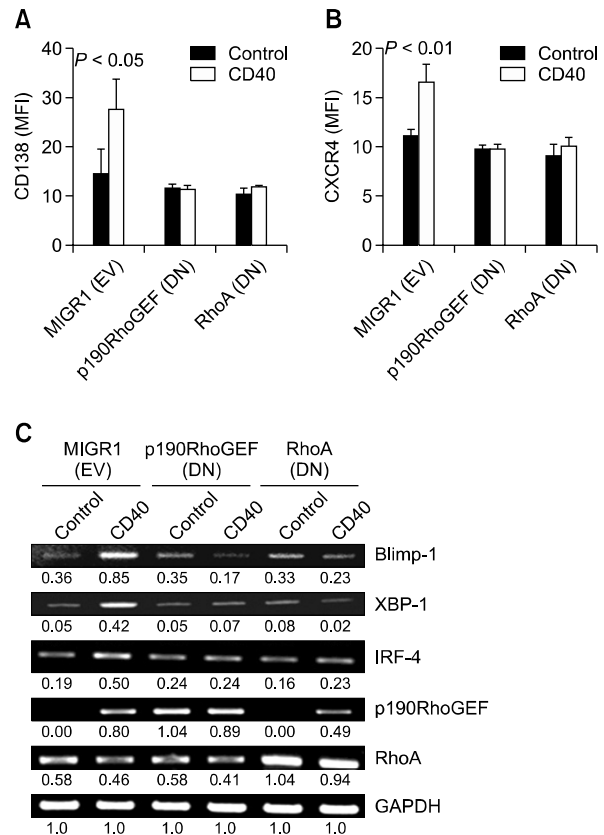 A
CD138 (MFI)
40
30
20
10
0
P < 0.05
Control
CD40
MIGR1 (EV)
p190RhoGEF (DN)
RhoA (DN)
B
CXCR4 (MFI)
20
15
10
5
0
P < 0.01
Control
CD40
MIGR1 (EV)
p190RhoGEF (DN)
RhoA (DN)
C
MIGR1 (EV) p190RhoGEF (DN) RhoA (DN)
Control CD40 Control CD40 Control CD40
Blimp-1
0.36 0.85 0.35 0.17 0.33 0.23
XBP-1
0.05 0.42 0.05 0.07 0.08 0.02
IRF-4
0.19 0.50 0.24 0.24 0.16 0.23
p190RhoGEF
0.00 0.80 1.04 0.89 0.00 0.49
RhoA
0.58 0.46 0.58 0.41 1.04 0.94
GAPDH
1.0 1.0 1.0 1.0 1.0 1.0